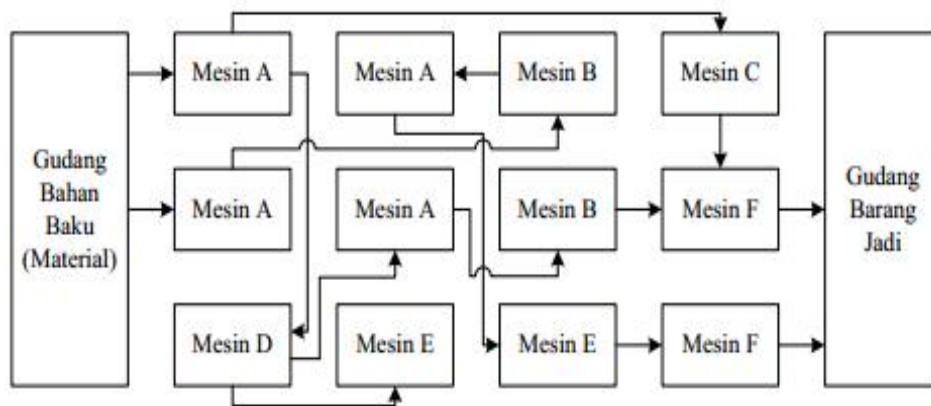 Gudang
Bahan
Baku
(Material)
Mesin A
Mesin A
Mesin B
Mesin C
Mesin A
Mesin A
Mesin B
Mesin F
Mesin D
Mesin E
Mesin E
Mesin F
Gudang
Barang
Jadi